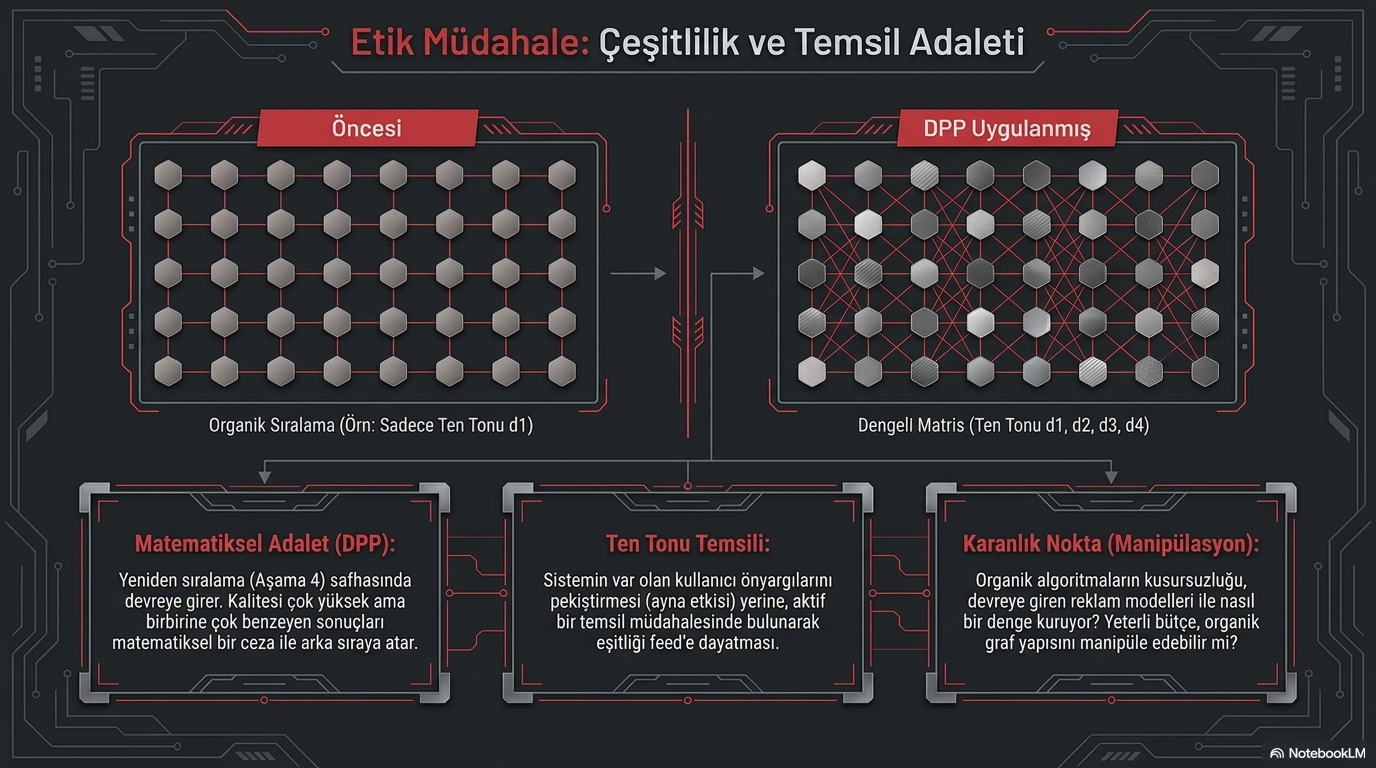 Etik Müdahale: Çeşitlilik ve Temsil Adaleti
Öncesi
DPP Uygulanmış
Organik Sıralama (Örn: Sadece Ten Tonu d1)
Dengeli Matris (Ten Tonu d1, d2, d3, d4)
Matematiksel Adalet (DPP):
Yeniden sıralama (Aşama 4) safhasında
devreye girer. Kalitesi çok yüksek ama
birbirine çok benzeyen sonuçları
matematiksel bir ceza ile arka sıraya atar.
Ten Tonu Temsili:
Sistemin var olan kullanıcı önyargılarını
pekiştirmesi (ayna etkisi) yerine, aktif
bir temsil müdahalesinde bulunarak
eşitliği feed'e dayatması.
Karanlık Nokta (Manipülasyon):
Organik algoritmaların kusursuzluğu,
devreye giren reklam modelleri ile nasıl
bir denge kuruyor? Yeterli bütçe, organik
graf yapısını manipüle edebilir mi?
NotebookLM